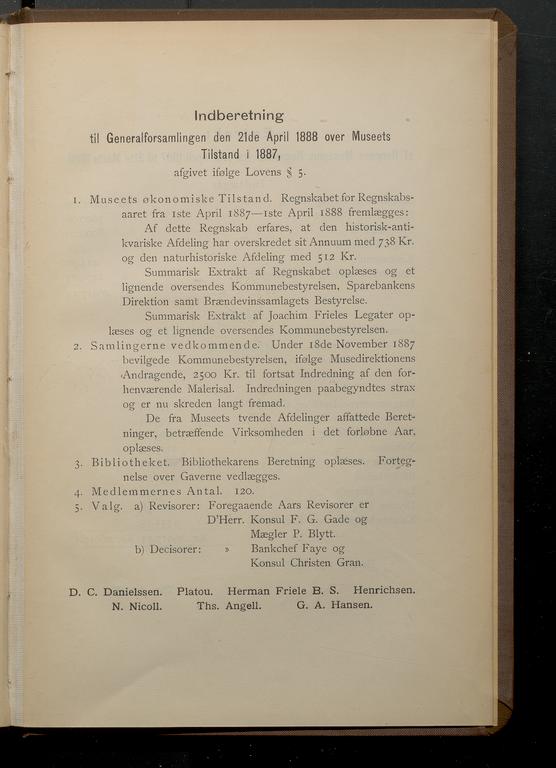 Indberetning
til Generalforsamlingen den 21de April 1888 over Museets
Tilstand i 1887,
afgivet ifølge Lovens § 5.
1. Museets økonomiske Tilstand. Regnskabet for Regnskabs-
aaret fra 1ste April 1887—1ste April 1888 fremlægges:
Af dette Regnskab erfares, at den historisk-anti-
kvariske Afdeling har overskredet sit Annuum med 738 Kr.
og den naturhistoriske Afdeling med 512 Kr.
Summarisk Extrakt af Regnskabet oplæses og et
lignende oversendes Kommunebestyrelsen, Sparebankens
Direktion samt Brændevinssamlagets Bestyrelse.
Summarisk Extrakt af Joachim Frieles Legater op-
læses og et lignende oversendes Kommunebestyrelsen.
2. Samlingerne vedkommende. Under 18de November 1887
bevilgede Kommunebestyrelsen, ifølge Musedirektionens
Andragende, 2500 Kr. til fortsat Indredning af den for-
henværende Malerisal. Indredningen paabegyndtes strax
og er nu skreden langt fremad.
De fra Museets tvende Afdelinger affattede Beret-
ninger, betræffende Virksomheden i det forløbne Aar,
oplæses.
3. Bibliotheket. Bibliothekarens Beretning oplæses. Forteg-
nelse over Gaverne vedlægges.
4. Medlemmernes Antal. 120.
5. Valg. a) Revisorer: Foregaaende Aars Revisorer er
D'Herr. Konsul F. G. Gade og
Mægler P. Blytt.
b) Decisorer: » Bankchef Faye og
Konsul Christen Gran.
D. C. Danielssen. Platou. Herman Friele B. S. Henrichsen.
N. Nicoll. Ths. Angell. G. A. Hansen.